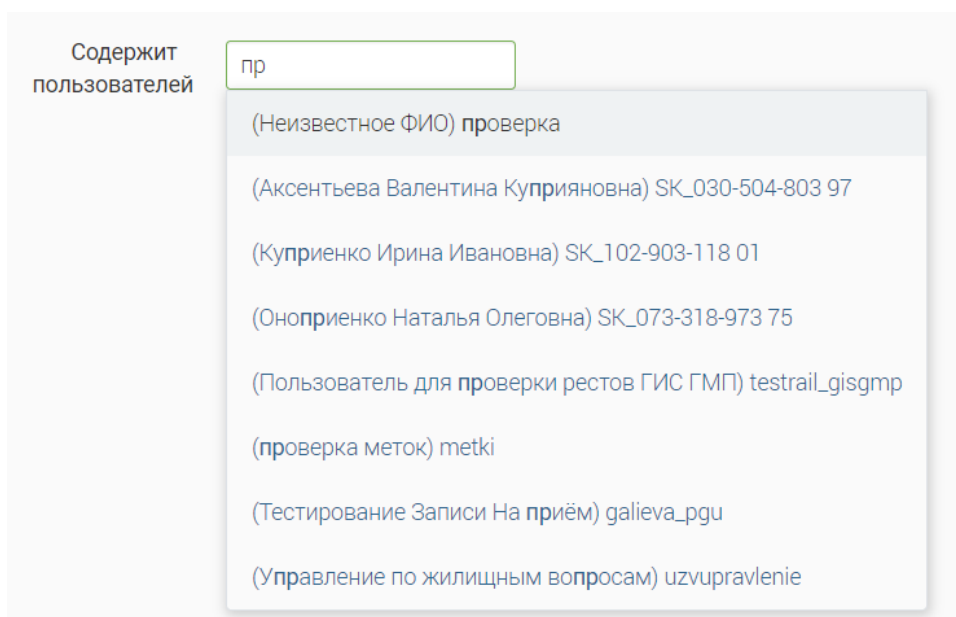 Содержит
пользователей
пр
(Неизвестное ФИО) проверка
(Аксентьева Валентина Куприяновна) SK_030-504-803 97
(Куприенко Ирина Ивановна) SK_102-903-118 01
(Оноприенко Наталья Олеговна) SK_073-318-973 75
(Пользователь для проверки рестов ГИС ГМП) testrail_gisgmp
(проверка меток) metki
(Тестирование Записи На приём) galieva_pgu
(Управление по жилищным вопросам) uzvupravlenie